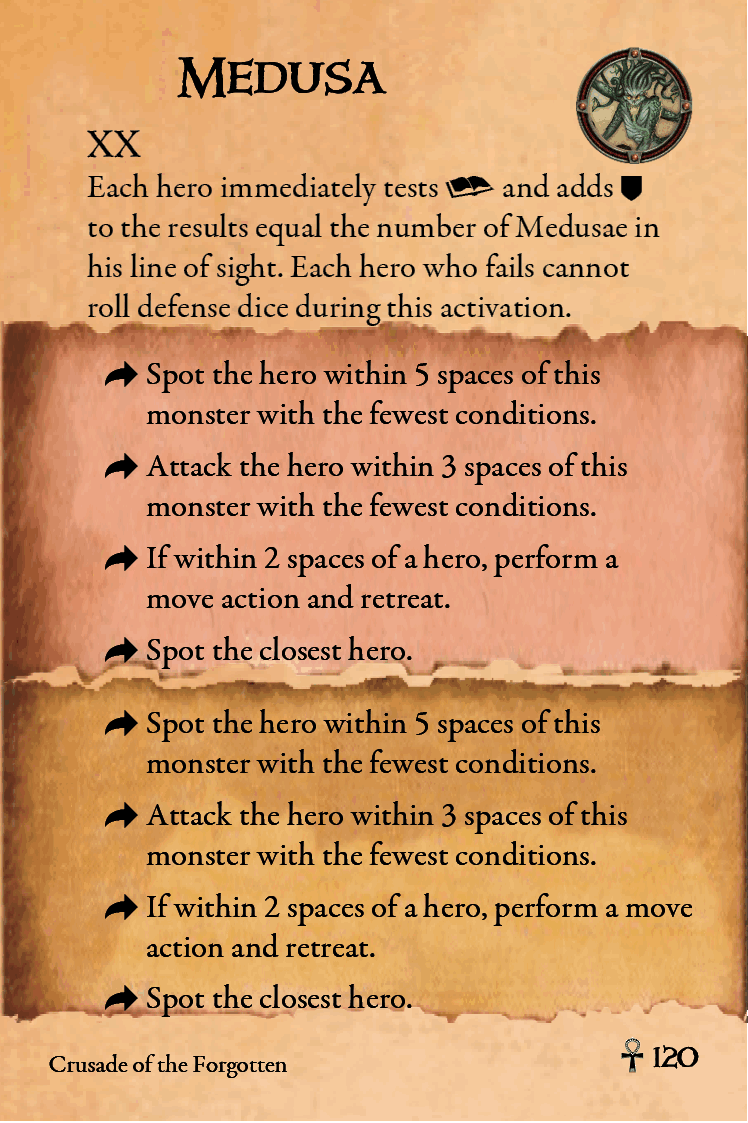 Medusa
XX
Each hero immediately tests and adds
to the results equal the number of Medusae in
his line of sight. Each hero who fails cannot
roll defense dice during this activation.
Spot the hero within 5 spaces of this
monster with the fewest conditions.
Attack the hero within 3 spaces of this
monster with the fewest conditions.
If within 2 spaces of a hero, perform a
move action and retreat.
Spot the closest hero.
Spot the hero within 5 spaces of this
monster with the fewest conditions.
Attack the hero within 3 spaces of this
monster with the fewest conditions.
If within 2 spaces of a hero, perform a move
action and retreat.
Spot the closest hero.
Crusade of the Forgotten
120